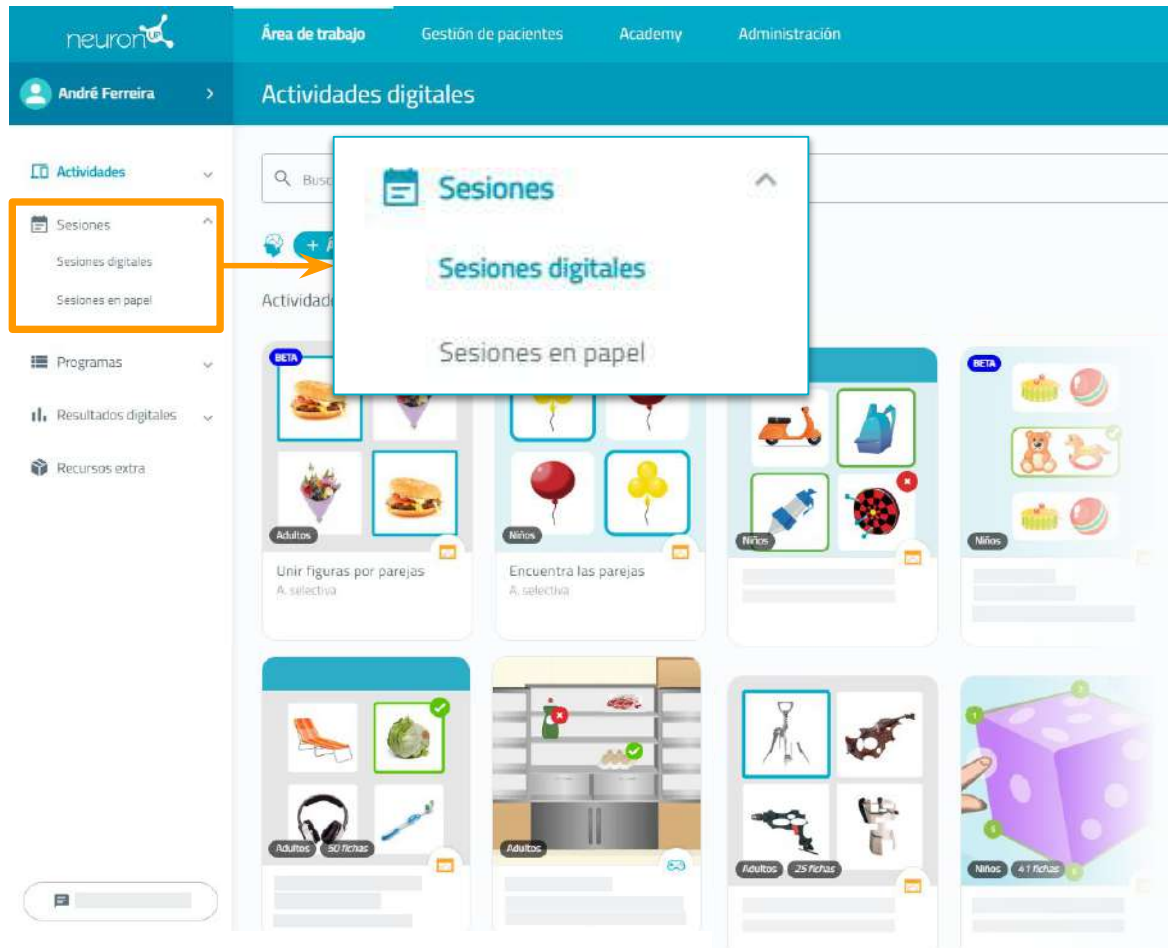 neuronUP
Área de trabajo
Gestión de pacientes
Academy
Administración
André Ferreira
Actividades digitales
Actividades
Sesiones
Sesiones digitales
Sesiones en papel
Programas
Resultados digitales
Recursos extra
Sesiones
Sesiones digitales
Sesiones en papel
BETA
Adultos
Unir figuras por parejas
A. selectiva
Niños
Encuentra las parejas
A. selectiva
Niños
BETA
Niños
Adultos
50 fichas
Adultos
Adultos
25 fichas
Niños
41 fichas